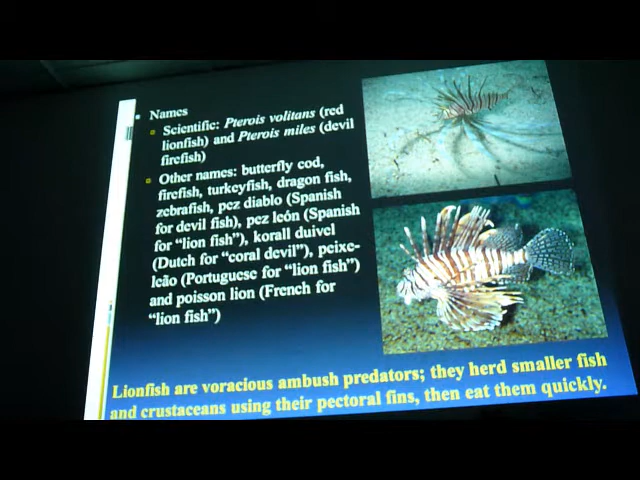 Names
Scientific: Pterois volitans (red
lionfish) and Pterois miles (devil
firefish)
Other names: butterfly cod,
firefish, turkeyfish, dragon fish,
zebrafish, pez diablo (Spanish
for devil fish), pez león (Spanish
for "lion fish"), korall duivel
(Dutch for "coral devil"), peixe-
leão (Portuguese for "lion fish")
and poisson lion (French for
"lion fish")
Lionfish are voracious ambush predators; they herd smaller fish
and crustaceans using their pectoral fins, then eat them quickly.